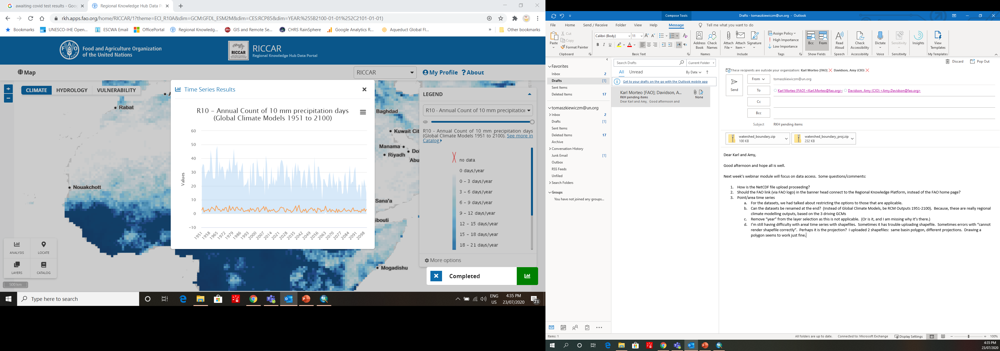 awaiting covid test results - Goo
Regional Knowledge Hub Data P
rkh.apps.fao.org/home/RICCAR/1?theme=ECI_R10A&dim=GCM:GFDL_ESM2M&dim=CES:RCP85&dim=YEAR:%255B2100-01-01%252C2101-01-01)
Bookmarks
UNESCO-IHE Open...
ESCWA Email
OfficePortal
Regional Knowledg...
GIS and Remote Se...
CHRS RainSphere
Google Analytics R...
Aqueduct Global Fl...
»
Other bookmarks
Food and Agriculture Organization
of the United Nations
RICCAR
RICCAR
Regional Knowledge Hub Data Portal
Map
RICCAR
My Profile
? About
+
−
CLIMATE
HYDROLOGY
VULNERABILITY
Rabat
Nouakchott
Baghdad
Kuwait Cit
Manama
Do
Riyadh
Abu
Sana'a
ibouti
Mogadishu
Time Series Results
R10 – Annual Count of 10 mm precipitation days
(Global Climate Models 1951 to 2100)
Values
60
50
40
30
20
10
0
−10
1951 1958 1965 1972 1979 1986 1993 2000 2007 2014 2021 2028 2035 2042 2049 2056 2063 2070 2077 2084 2091 2098
LEGEND
R10 - Annual Count of 10 mm precipitatio
R10 - Annual Count of 10 mm precipitation days
(Global Climate Models 1951 to 2100). See more in
Catalog
no data
0 days/year
0 - 3 days/year
3 - 6 days/year
6 - 9 days/year
9 - 12 days/year
12 - 15 days/year
15 - 18 days/year
18 - 21 days/year
More options
Completed
ANALYSIS
LOCATE
LAYERS
CATALOG
500 km
Type here to search
ENG
US
4:35 PM
23/07/2020
23
Compose Tools
Drafts - tomaszkiewiczm@un.org - Outlook
File
Home
Send / Receive
Folder
View
Help
Message
Tell me what you want to do
Paste
Cut
Copy
Format Painter
Clipboard
Calibri (Body)
11
B I U
Basic Text
Address
Book
Check
Names
Names
Attach
File
Attach
Item
Signature
Include
Assign Policy
High Importance
Low Importance
Tags
Bcc
From
Show Fields
Read
Aloud
Speech
Check
Accessibility
Accessibility
Dictate
Voice
Sensitivity
Sensitivity
Insights
View
Templates
My Templates
Favorites
Inbox 2
Drafts [1]
Sent Items
Deleted Items 17
tomaszkiewiczm@un.org
Inbox 2
Drafts [1]
Sent Items
Deleted Items 17
Archive
Conversation History
Junk Email [1]
Outbox
RSS Feeds
Unfiled
Search Folders
Groups
You have not joined any groups...
Search Drafts
Current Folder
All
Unread
By Date
Get to your drafts on the go with the Outlook mobile app
Karl Morteo [FAO]; Davidson, A...
RKH pending items
None
Dear Karl and Amy, Good afternoon and
Discard
Pop Out
These recipients are outside your organization: Karl Morteo [FAO] Davidson, Amy (CIO)
Send
From
tomaszkiewiczm@un.org
To
Karl Morteo [FAO] <Karl.Morteo@fao.org>; Davidson, Amy (CIO) <Amy.Davidson@fao.org>
Cc
Bcc
Subject
RKH pending items
watershed_boundary.zip
100 KB
watershed_boundary_proj.zip
232 KB
Dear Karl and Amy,
Good afternoon and hope all is well.
Next week's webinar module will focus on data access. Some questions/comments:
1. How is the NetCDF file upload proceeding?
2. Should the FAO link (via FAO logo) in the banner head connect to the Regional Knowledge Platform, instead of the FAO home page?
3. Point/area time series
a. For the datasets, we had talked about restricting the options to those that are applicable.
b. Can the datasets be renamed at the end? (Instead of Global Climate Models, be RCM Outputs 1951-2100). Because, these are really regional
climate modelling outputs, based on the 3 driving GCMs
c. Remove "year" from the layer selection as this is not applicable. (Or is it, and I am missing why it's there.)
d. I'm still having difficulty with areal time series with shapefiles. Sometimes it has trouble uploading shapefile. Sometimes errors with "cannot
render shapefile correctly". Perhaps it is the projection? I uploaded 2 shapefiles: same basin polygon, different projections. Drawing a
polygon seems to work just fine.
Items: 1
All folders are up to date.
Connected to: Microsoft Exchange
Display Settings
100%
4:35 PM
23/07/2020